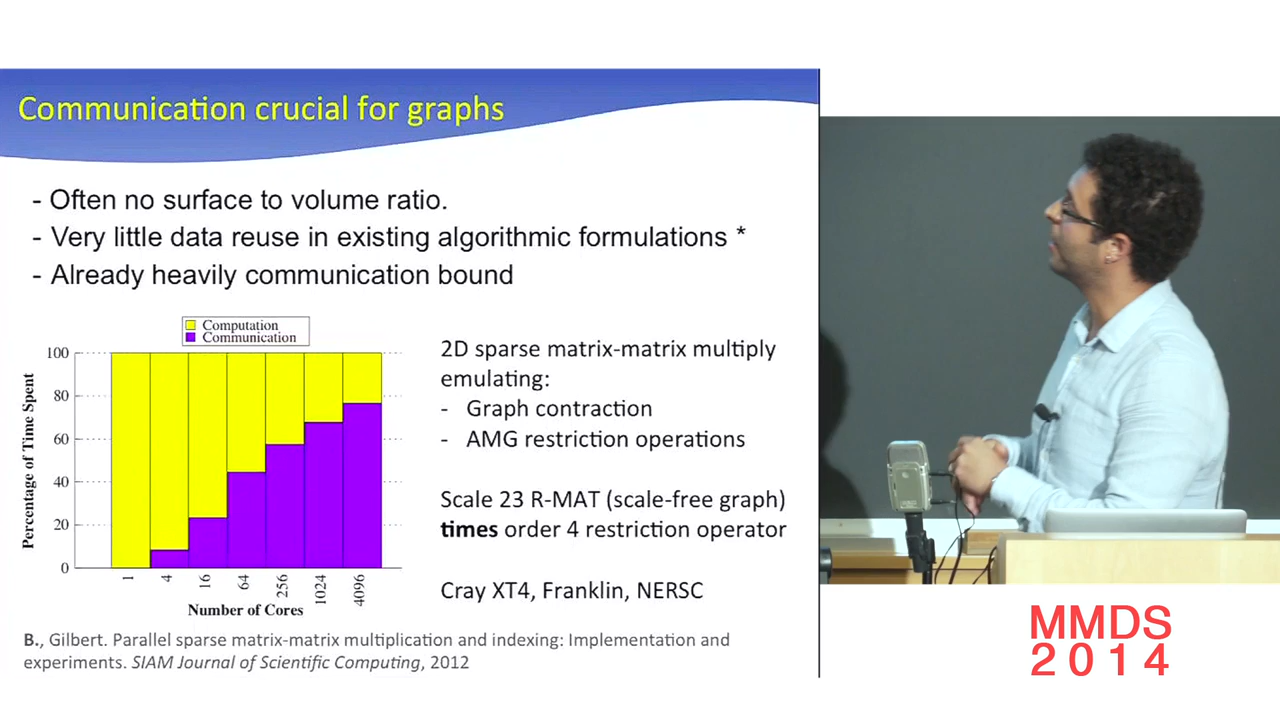 Communication crucial for graphs
- Often no surface to volume ratio.
- Very little data reuse in existing algorithmic formulations *
- Already heavily communication bound
Computation
Communication
100
80
60
40
20
0
Percentage of Time Spent
1
4
16
64
256
1024
4096
Number of Cores
2D sparse matrix-matrix multiply
emulating:
- Graph contraction
- AMG restriction operations
Scale 23 R-MAT (scale-free graph)
times order 4 restriction operator
Cray XT4, Franklin, NERSC
B., Gilbert. Parallel sparse matrix-matrix multiplication and indexing: Implementation and
experiments. SIAM Journal of Scientific Computing, 2012
MMDS
2014